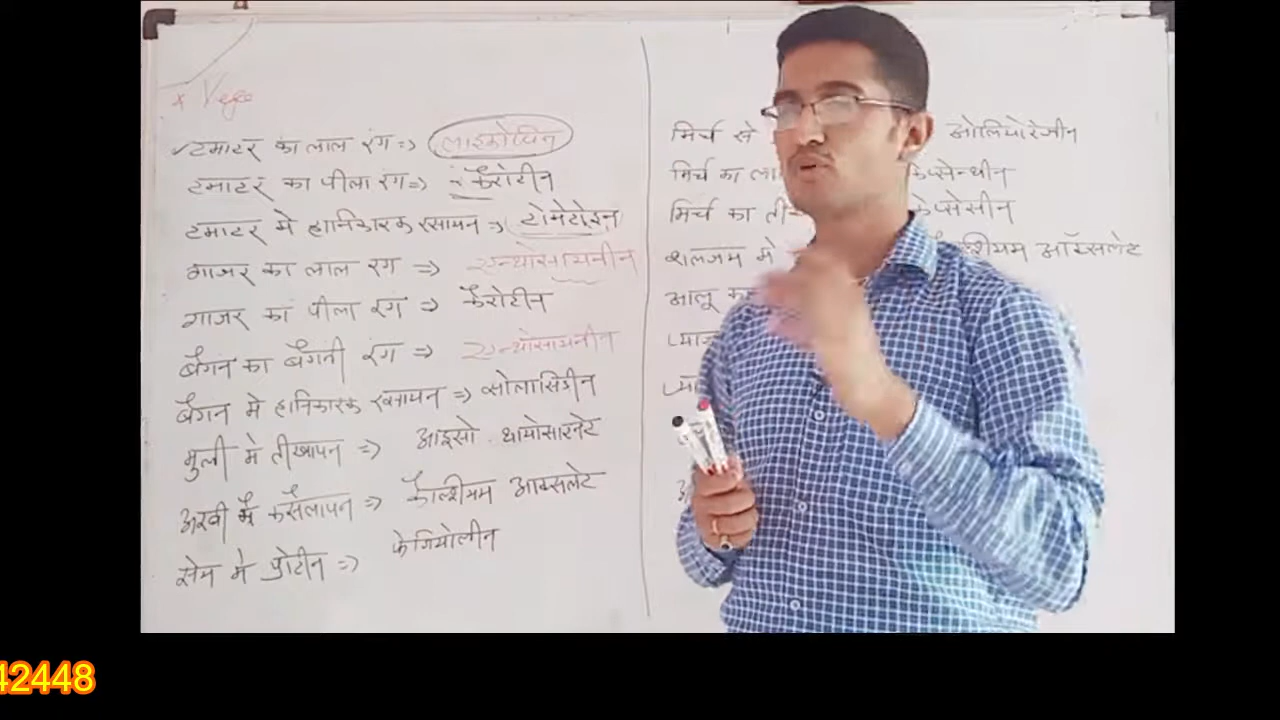 x Vege
✓टमाटर का लाल रंग => लाइकोपिन
टमाटर का पीला रंग => कैरोटीन
टमाटर मे हानिकारक रसायन => टोमेटोइन
गाजर का लाल रंग => एन्थोसायनीन
गाजर का पीला रंग => कैरोटीन
बैगन का बैगनी रंग => एन्थोसायनीन
बैगन मे हानिकारक रसायन => सोलासिडीन
मुली मे तीखापन => आइसो थायोसाइनेट
अरवी मै कसैलापन => कैल्शियम आक्सलेट
सेम मे प्रोटीन => फेगियोलीन
मिर्च से ओलियोरेजीन
मिर्च का ला केप्सेन्थीन
मिर्च का ती केप्सेसीन
शलजम मे शियम ऑक्सलेट
आलू का
प्याज
42448